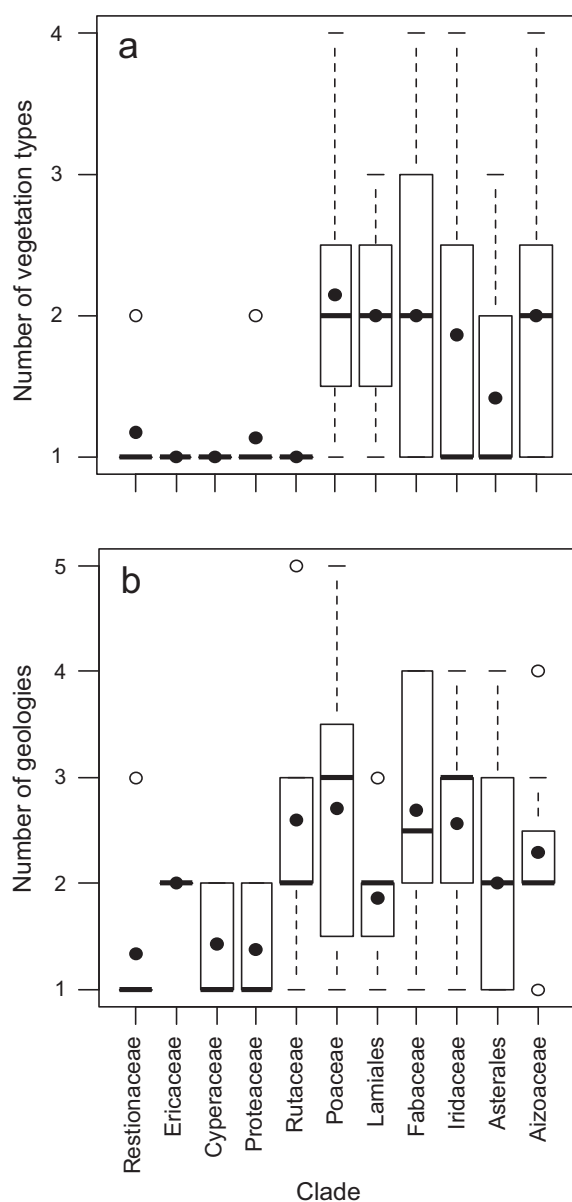 a
Number of vegetation types
4
3
2
1
b
Number of geologies
5
4
3
2
1
Restionaceae
Ericaceae
Cyperaceae
Proteaceae
Rutaceae
Poaceae
Lamiales
Fabaceae
Iridaceae
Asterales
Aizoaceae
Clade